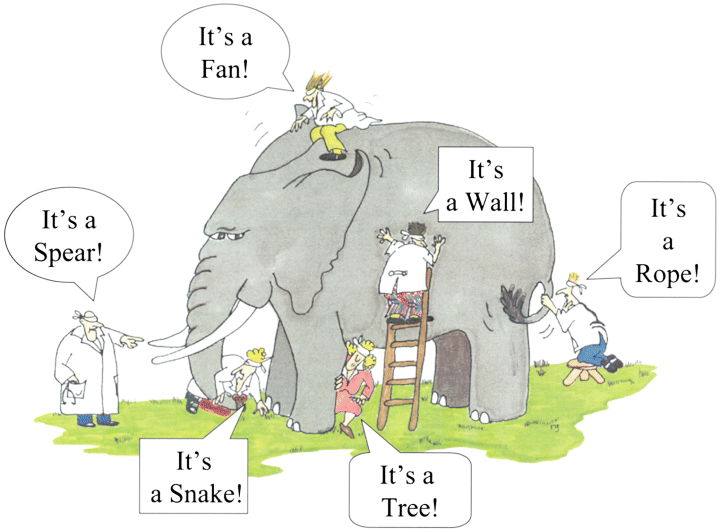 It's a
Fan!
It's
a Wall!
It's a
Spear!
It's
a
Rope!
It's
a Snake!
It's a
Tree!